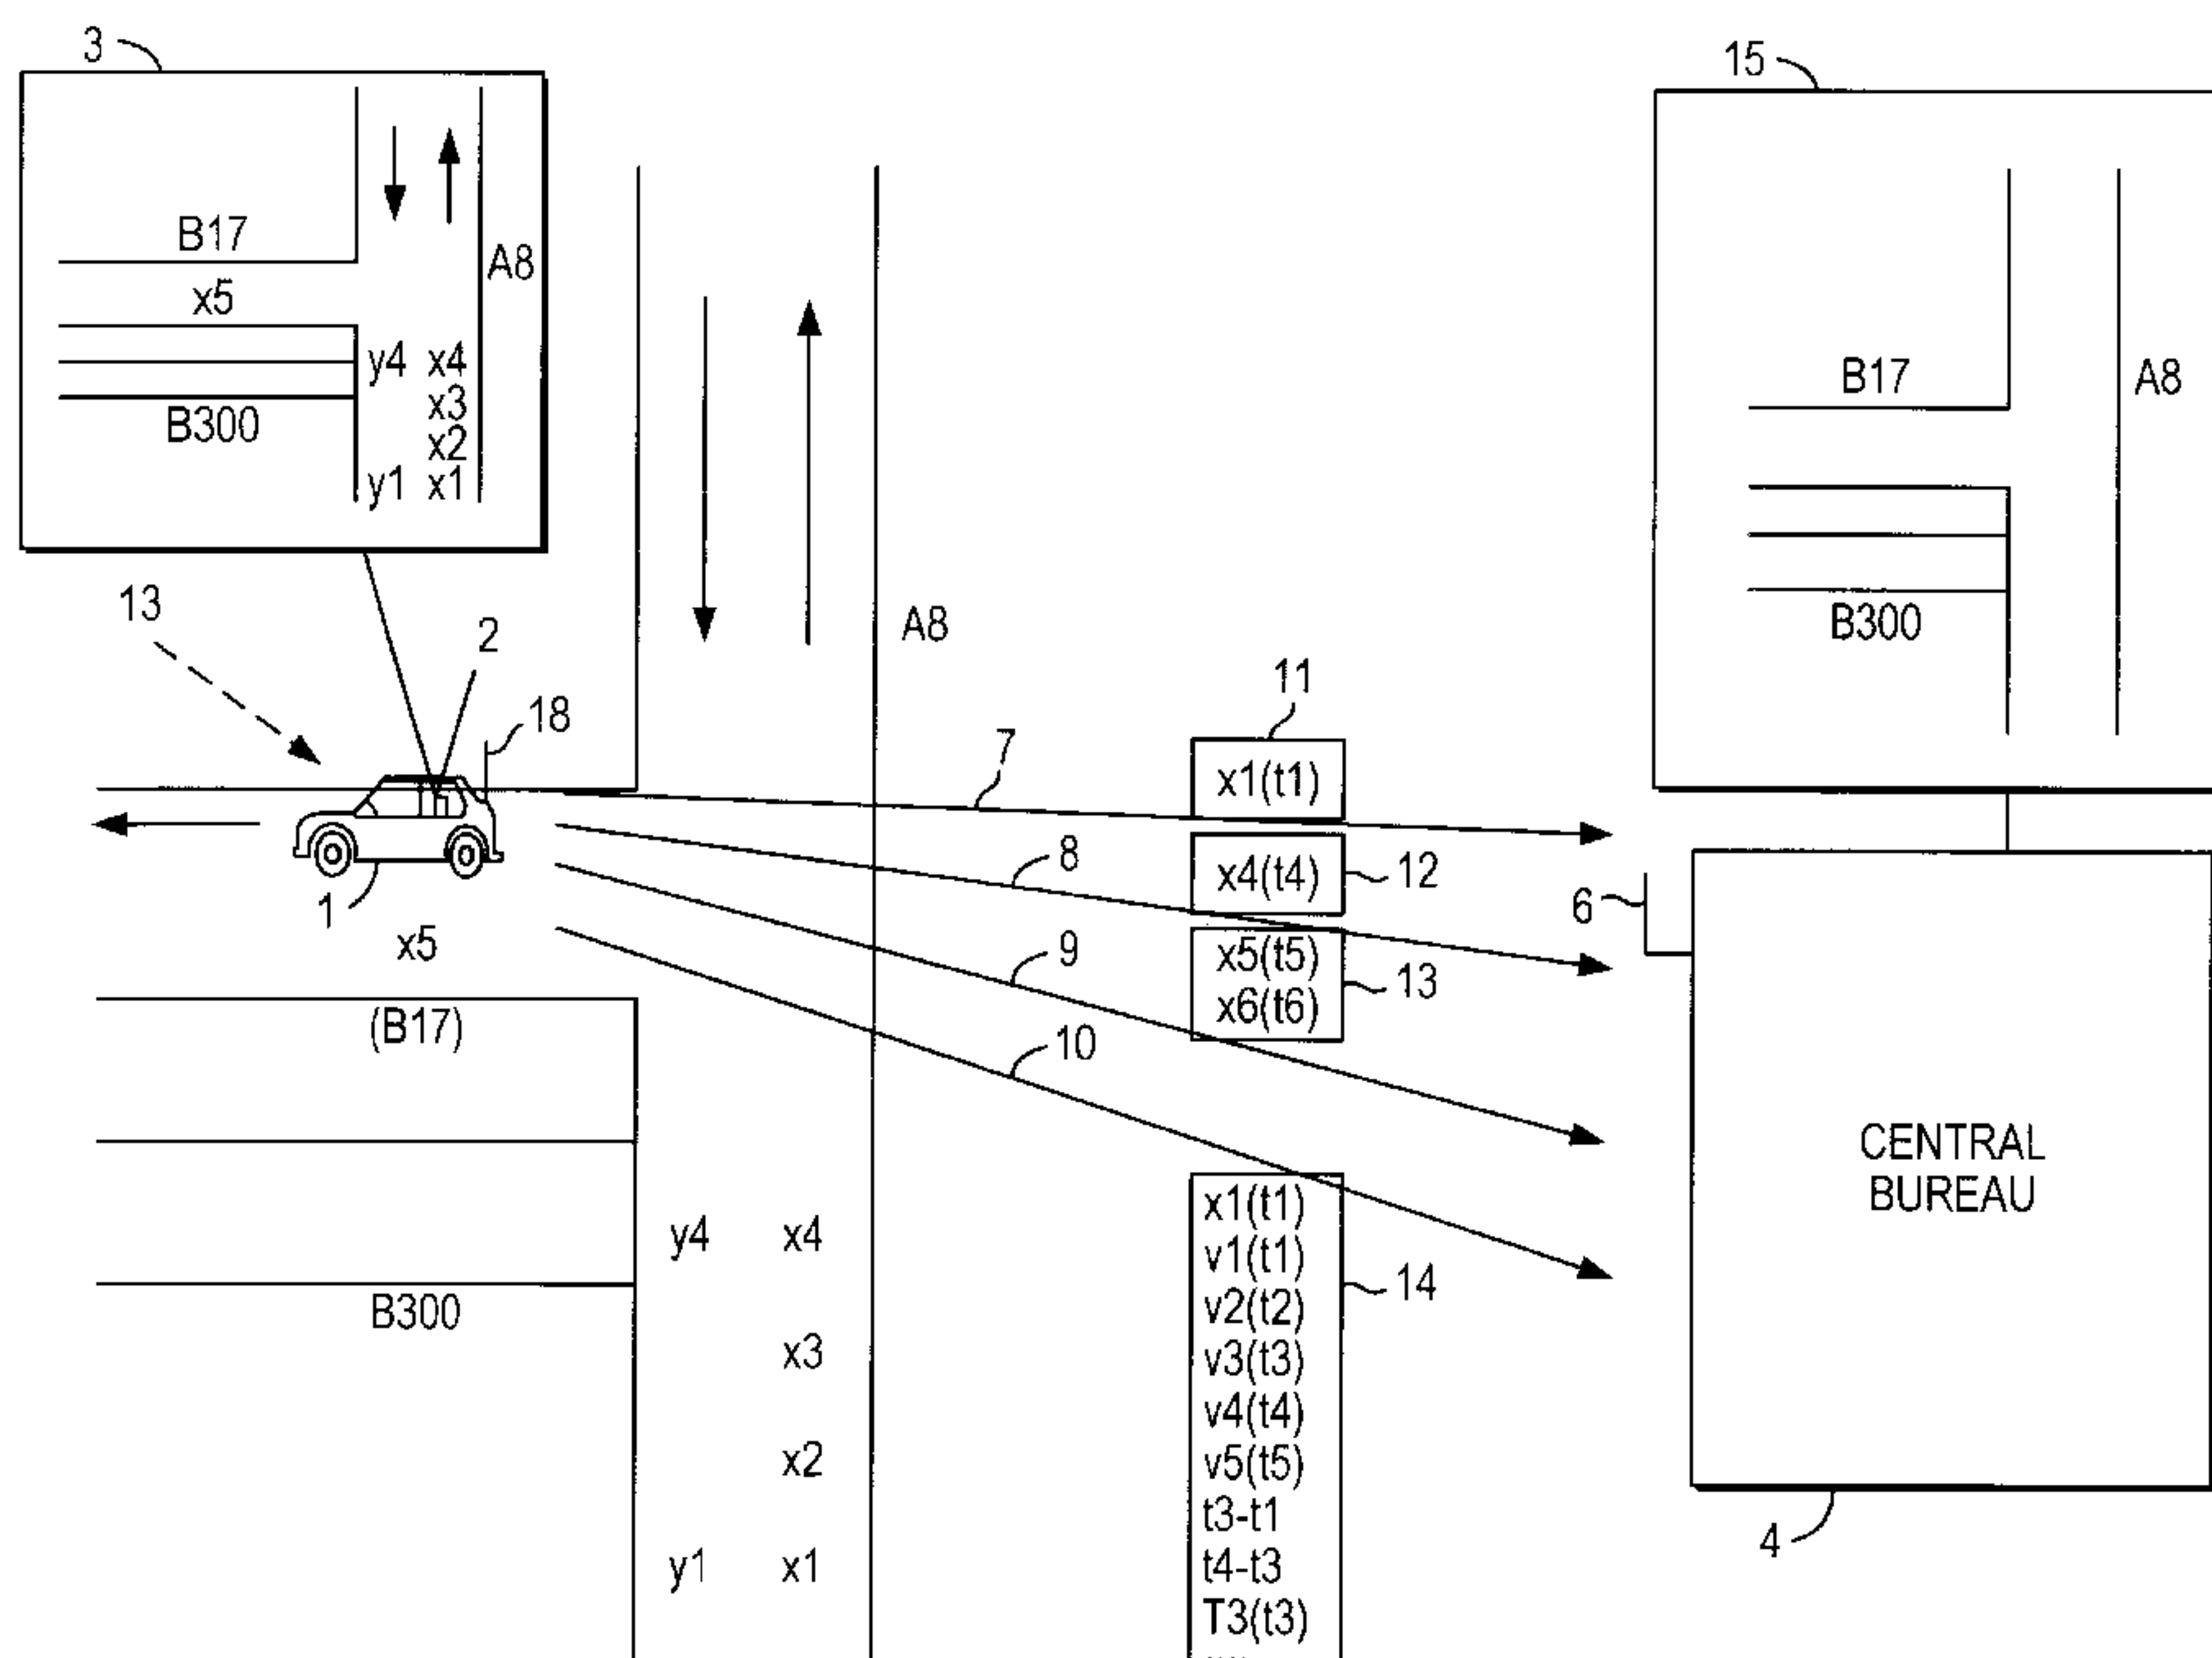 3
B17
A8
x5
y4 x4
x3
B300
x2
y1 x1
15
B17
A8
B300
13
2
18
A8
1
x5
(B17)
B300
y4 x4
x3
x2
y1 x1
7
8
9
10
11
x1(t1)
x4(t4)
12
x5(t5)
x6(t6)
13
x1(t1)
v1(t1)
v2(t2)
v3(t3)
v4(t4)
v5(t5)
t3-t1
t4-t3
T3(t3)
14
6
CENTRAL
BUREAU
4